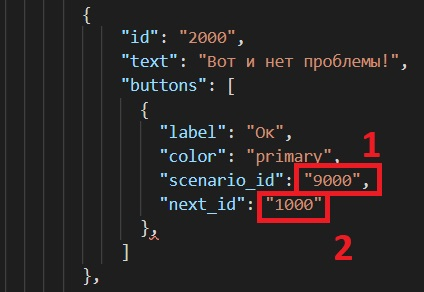 {
"id": "2000",
"text": "Вот и нет проблемы!",
"buttons": [
{
"label": "Ок",
1
"color": "primary",
"scenario_id": "9000",
"next_id": "1000"
},
2
]
},